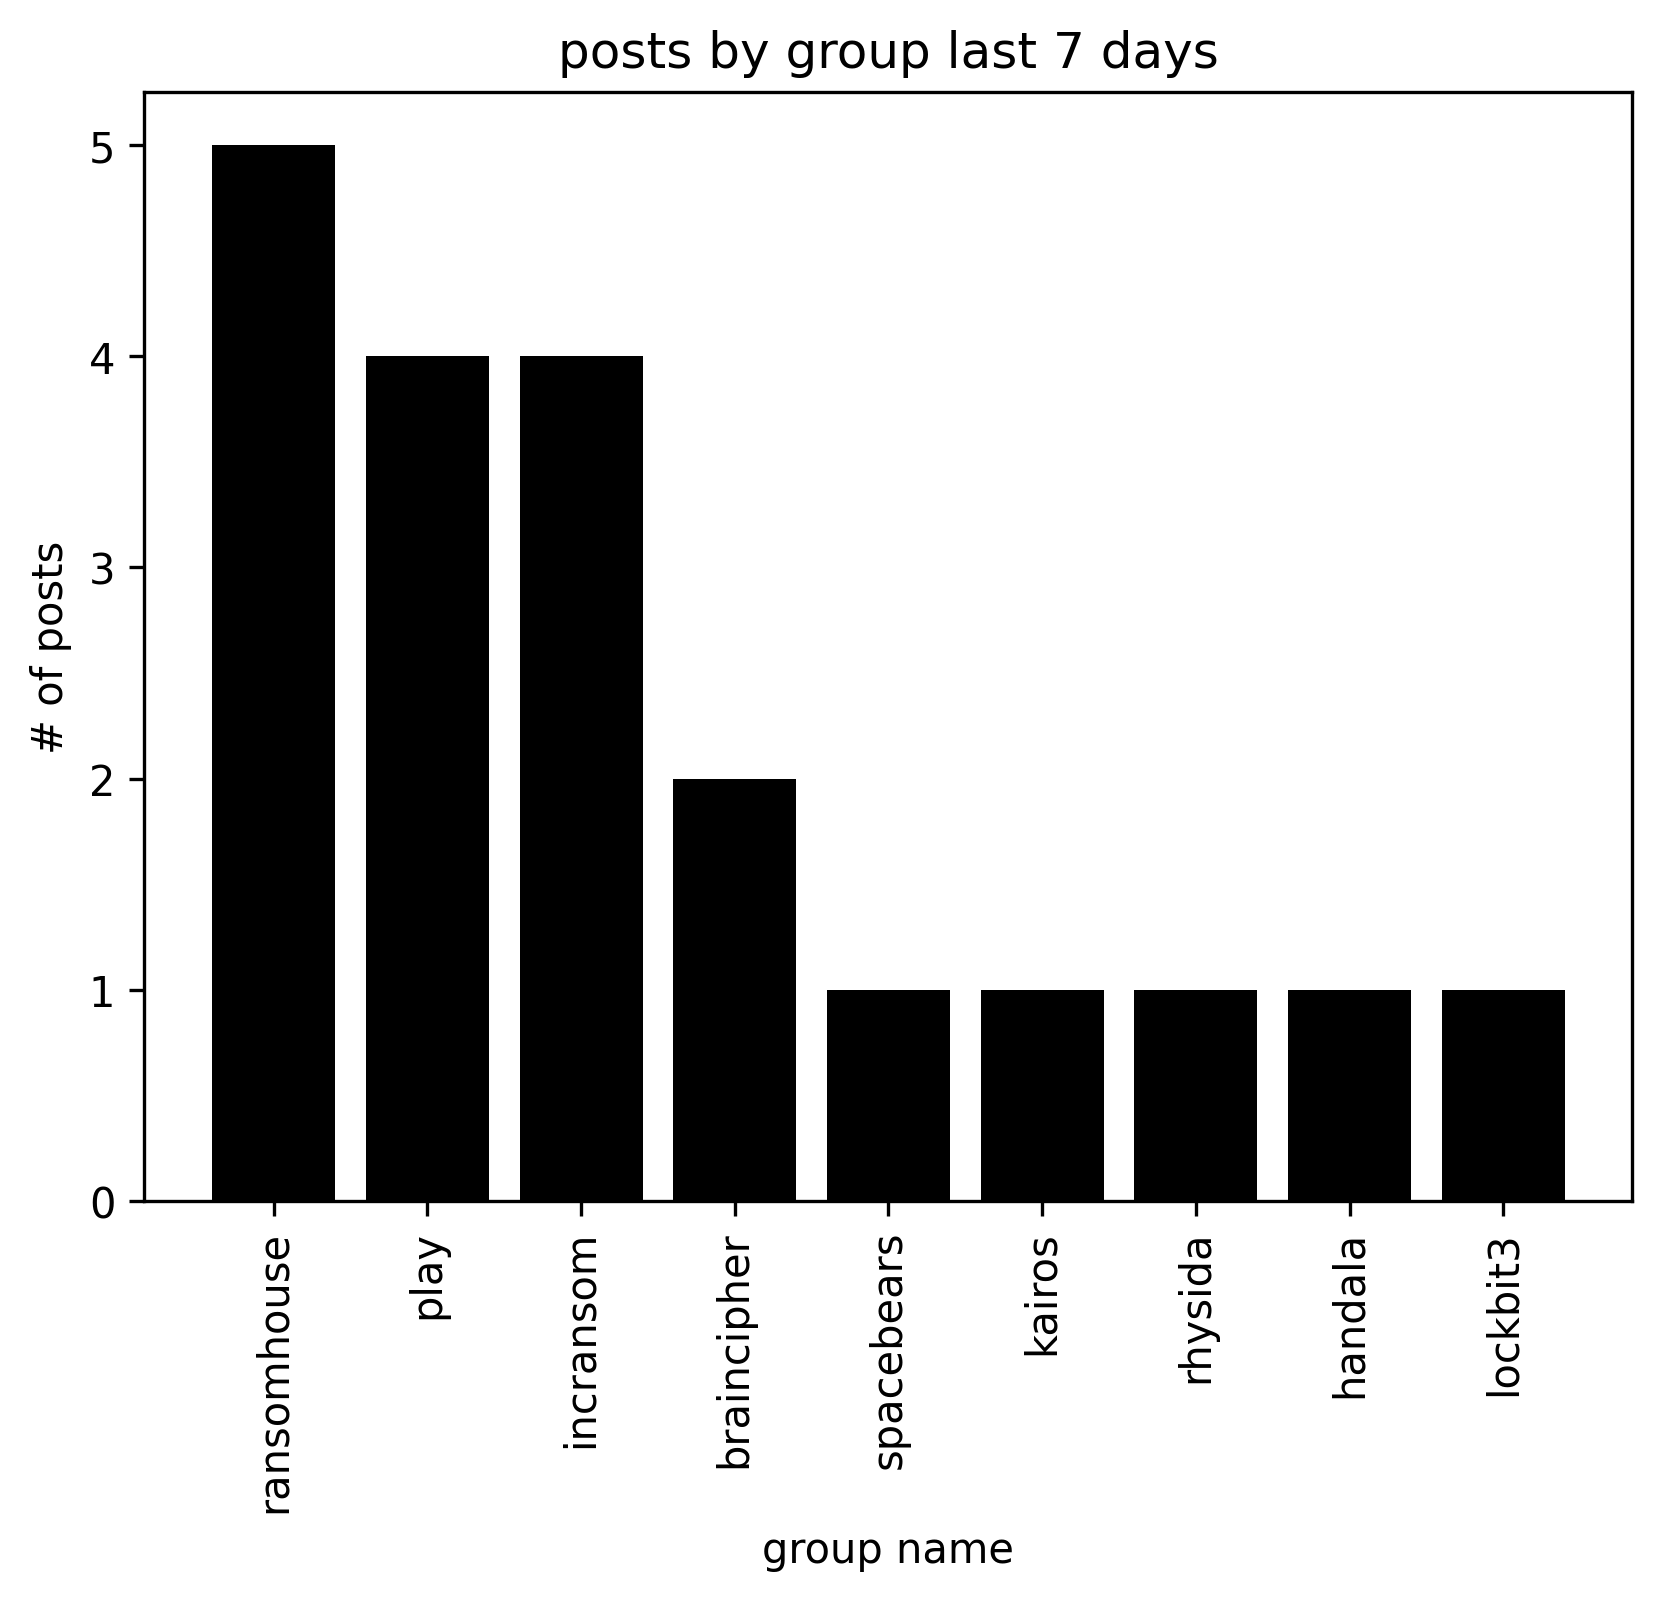 posts by group last 7 days
# of posts
5
4
3
2
1
0
ransomhouse
play
incransom
braincipher
spacebears
kairos
rhysida
handala
lockbit3
group name